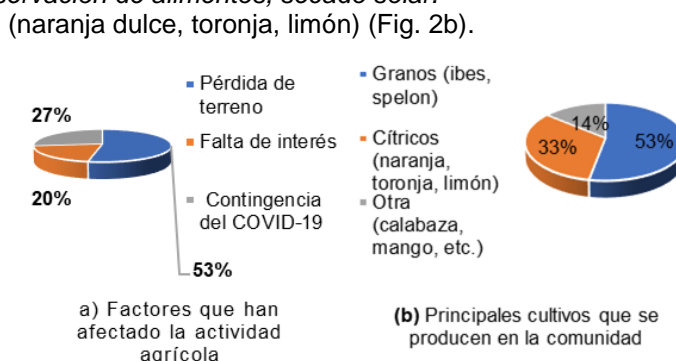 (naranja dulce, toronja, limón) (Fig. 2b).
27%
20%
53%
Pérdida de
terreno
Falta de interés
Contingencia
del COVID-19
a) Factores que han
afectado la actividad
agrícola
Granos (ibes,
spelon)
Cítricos
(naranja,
toronja, limón)
Otra
(calabaza,
mango, etc.)
14%
33%
53%
(b) Principales cultivos que se
producen en la comunidad